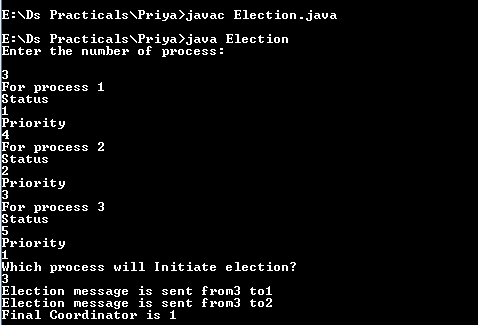 E:\Ds Practicals\Priya>javac Election.java
E:\Ds Practicals\Priya>java Election
Enter the number of process:
3
For process 1
Status
1
Priority
4
For process 2
Status
2
Priority
3
For process 3
Status
5
Priority
1
Which process will Initiate election?
3
Election message is sent from3 to1
Election message is sent from3 to2
Final Coordinator is 1